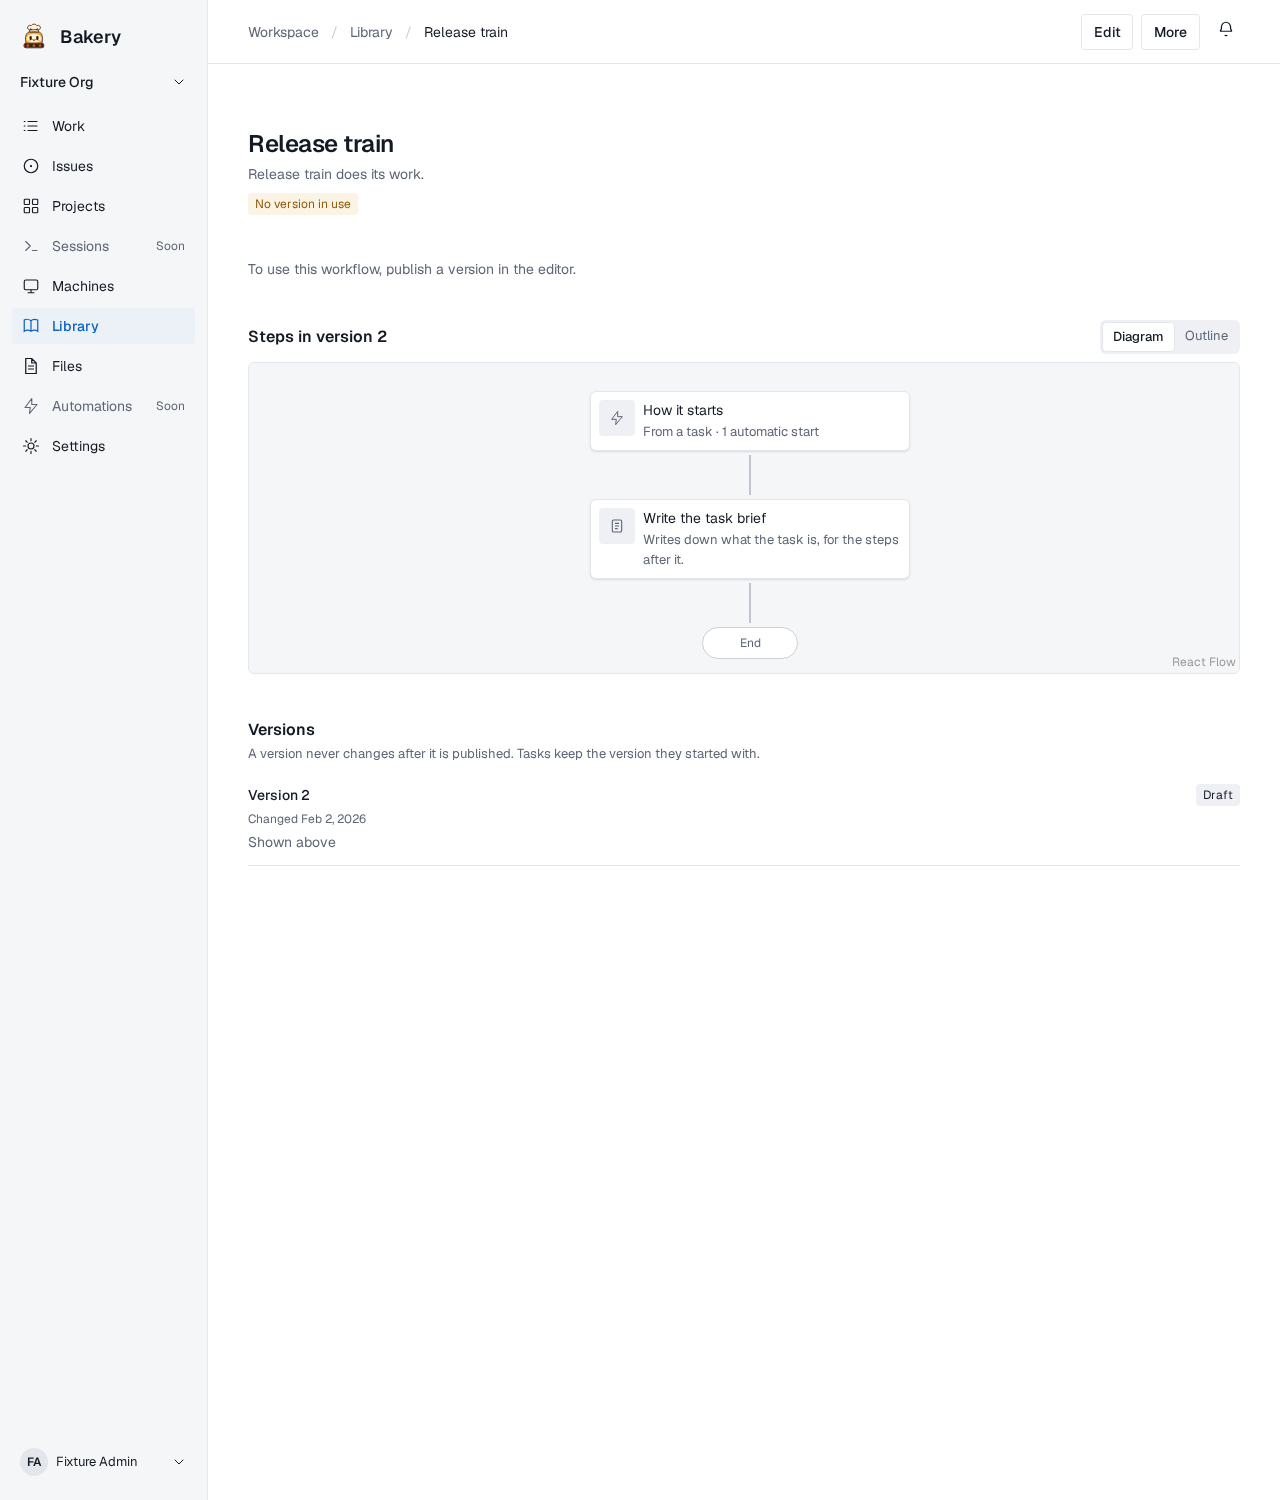 Bakery
Fixture Org
Work
Issues
Projects
Sessions Soon
Machines
Library
Files
Automations Soon
Settings
FA Fixture Admin
Workspace / Library / Release train
Edit More
Release train
Release train does its work.
No version in use
To use this workflow, publish a version in the editor.
Steps in version 2
Diagram Outline
How it starts
From a task · 1 automatic start
Write the task brief
Writes down what the task is, for the steps
after it.
End
React Flow
Versions
A version never changes after it is published. Tasks keep the version they started with.
Version 2 Draft
Changed Feb 2, 2026
Shown above